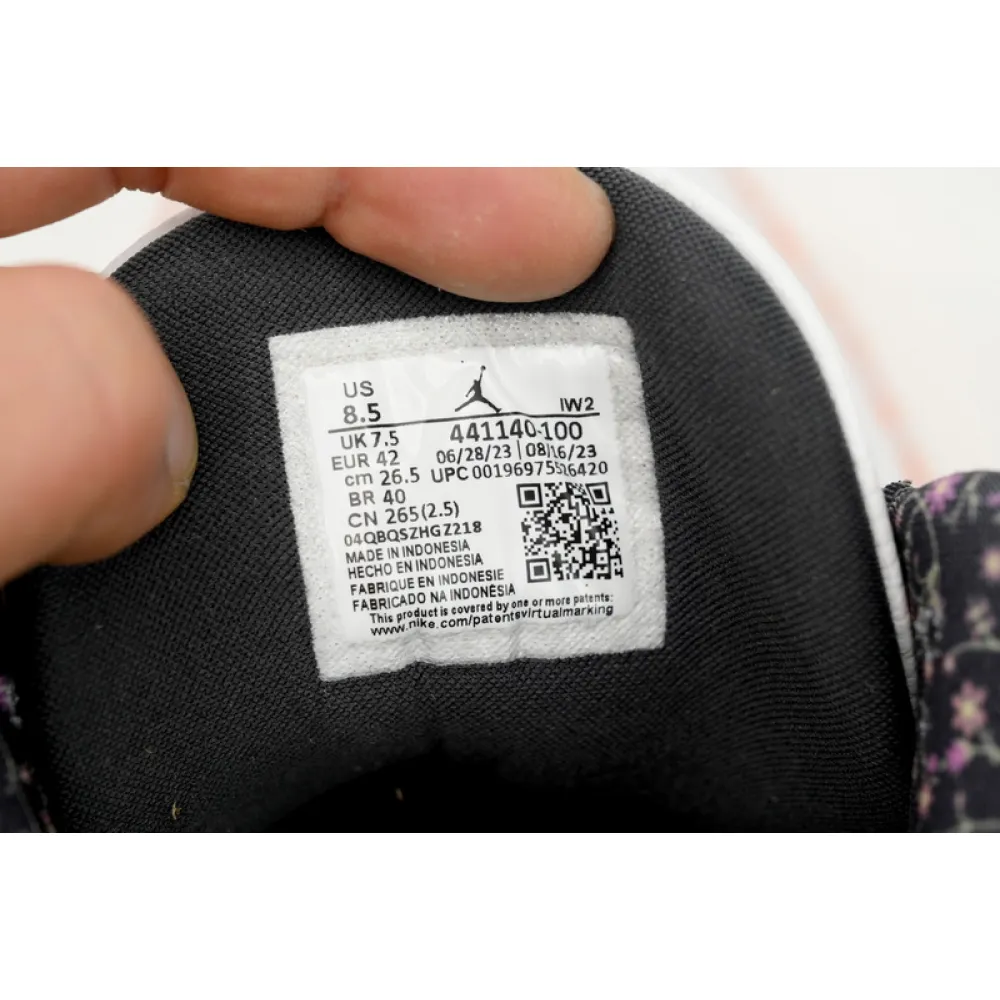 US
8.5 IW2
UK 7.5 441140-100
EUR 42 06/28/23 | 08/16/23
cm 26.5 UPC
BR 40
CN 265(2.5)
04QBQSZHGZ218
MADE IN INDONESIA
HECHO EN INDONESIA
FABRIQUE EN INDONESIE
FABRICADO NA INDONÉSIA
This product is covered by one or more patents:
www.nike.com/patentsvirtualmarking